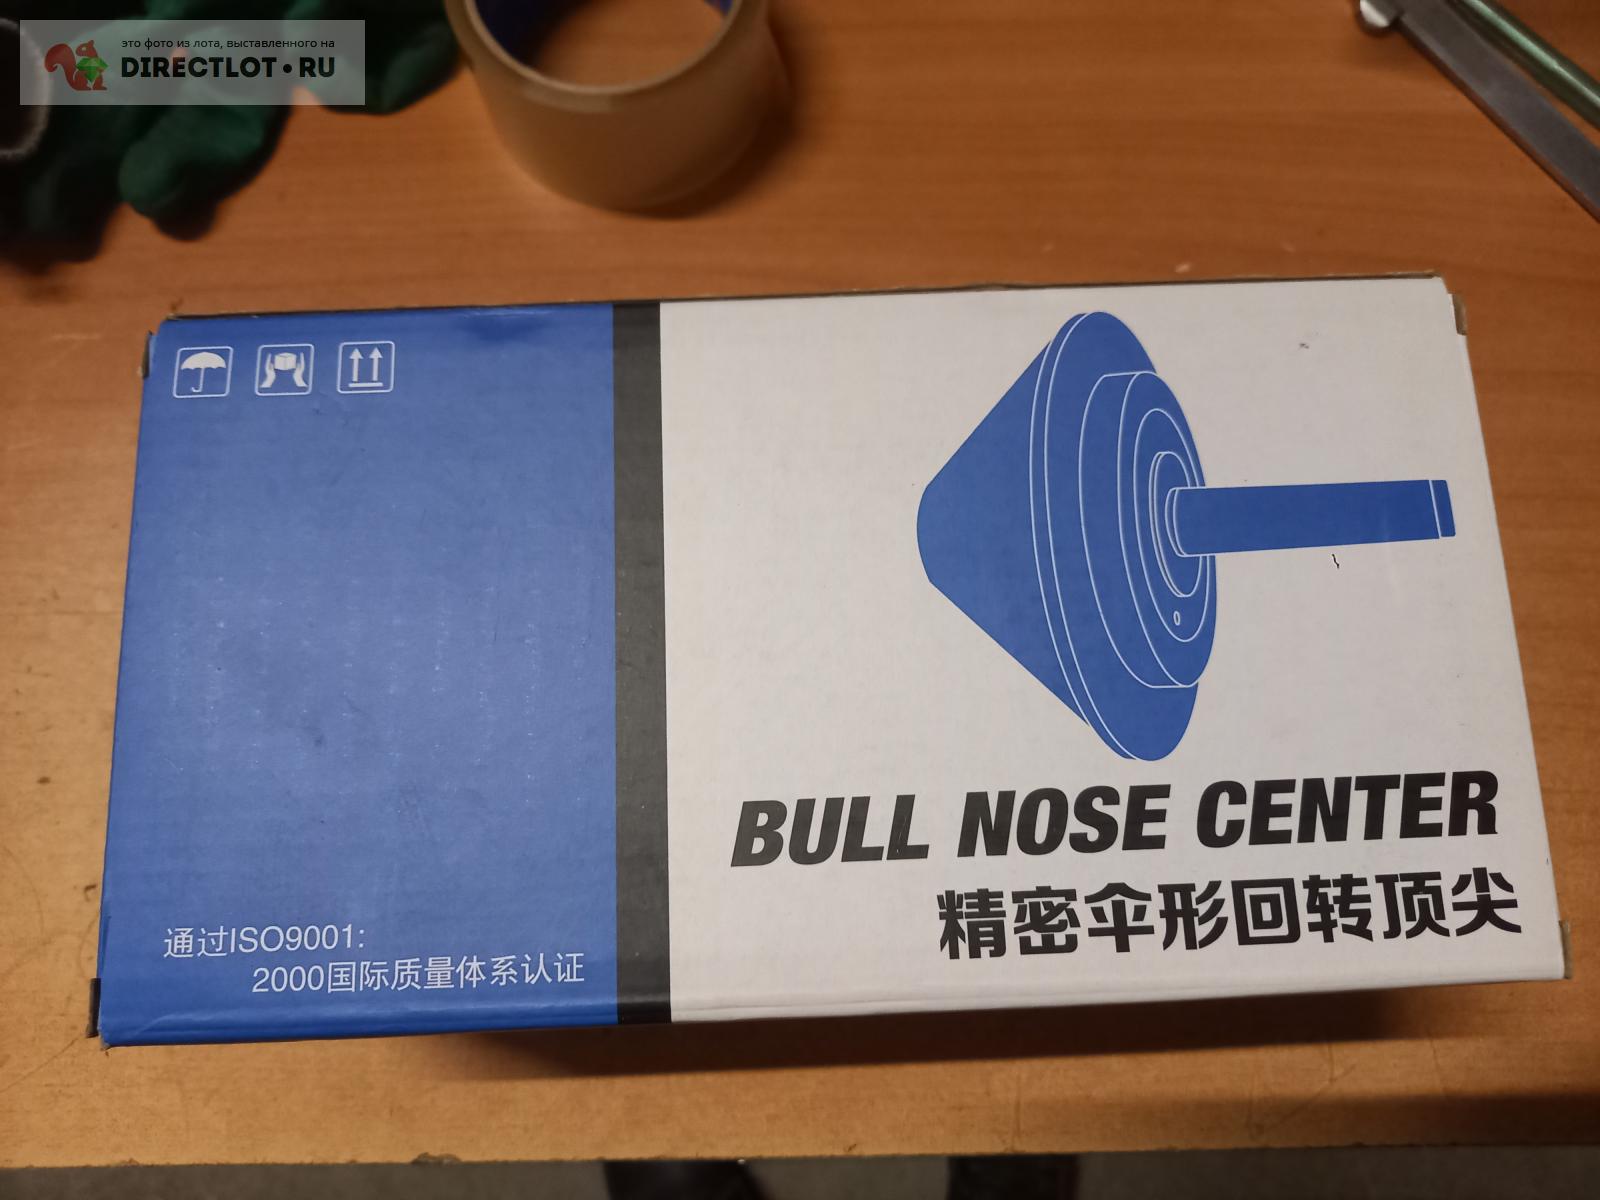 это фото из лота, выставленного на
DIRECTLOT•RU
BULL NOSE CENTER
精密伞形回转顶尖
通过ISO9001:
2000国际质量体系认证